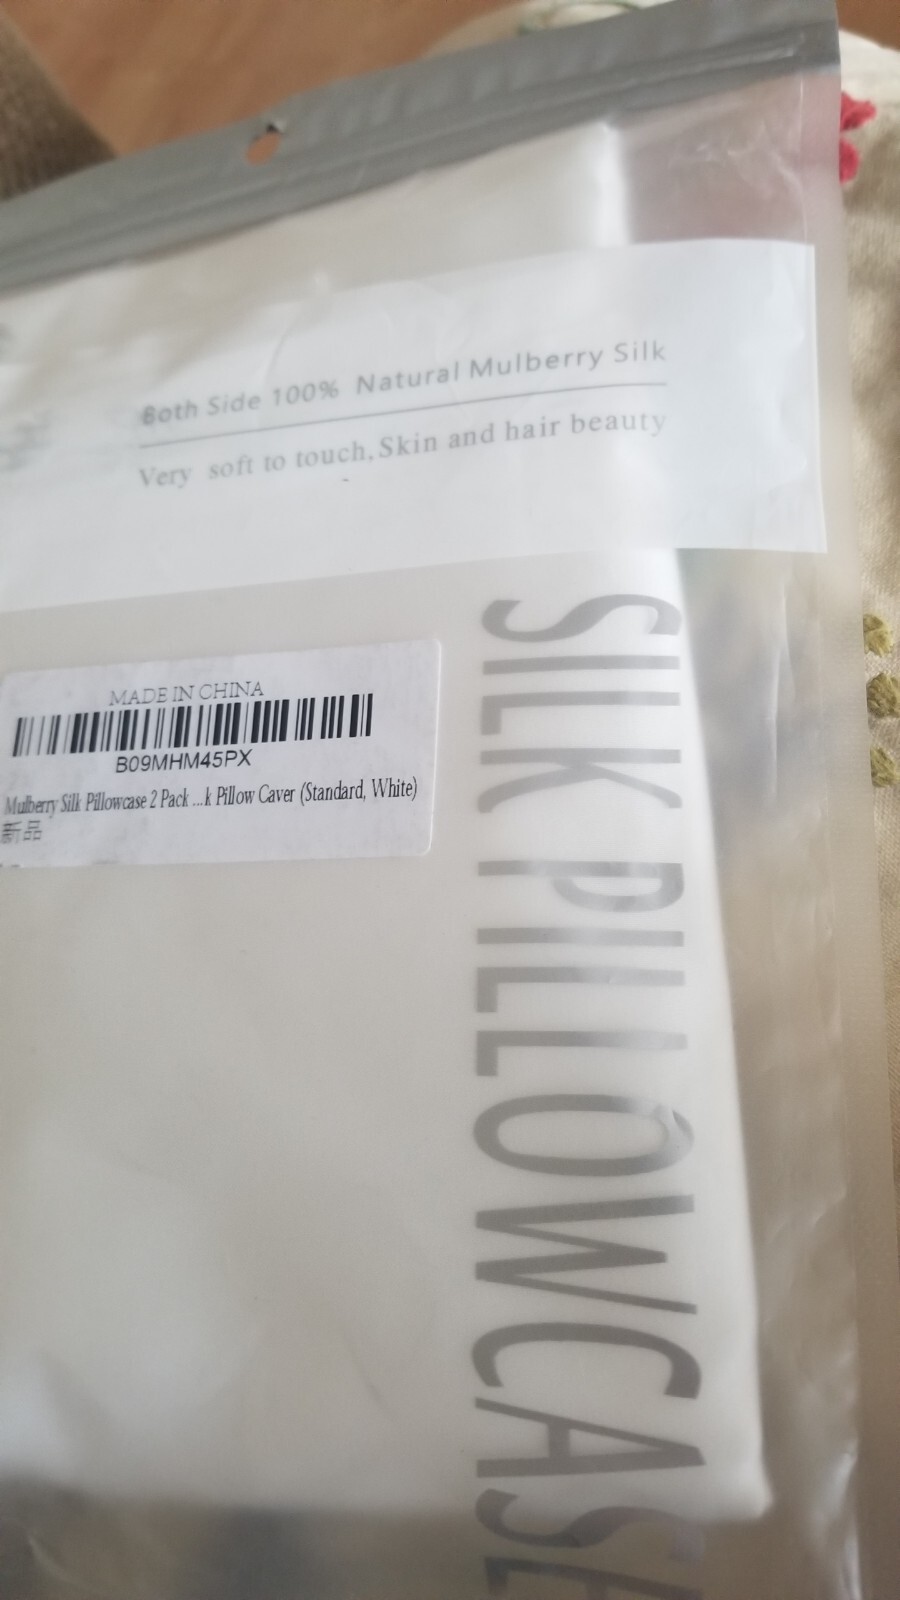 Both Side 100% Natural Mulberry Silk
Very soft to touch,Skin and hair beauty
MADE IN CHINA
B09MHM45PX
Mulberry Silk Pillowcase 2 Pack ...k Pillow Caver (Standard, White)
新品
SILK PILLOWCASE